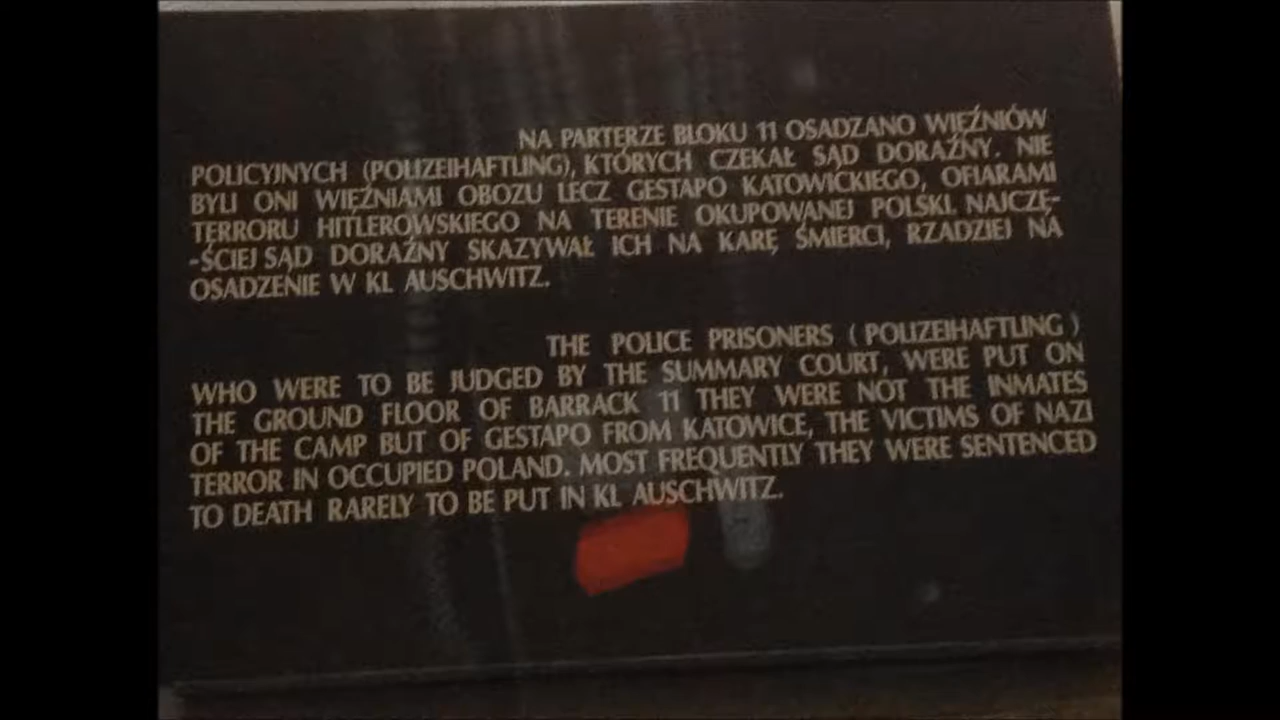 NA PARTERZE BLOKU 11 OSADZANO WIĘŹNIÓW
POLICYJNYCH (POLIZEIHAFTLING), KTÓRYCH CZEKAŁ SĄD DORAŹNY. NIE
BYLI ONI WIĘŹNIAMI OBOZU LECZ GESTAPO KATOWICKIEGO, OFIARAMI
TERRORU HITLEROWSKIEGO NA TERENIE OKUPOWANEJ POLSKI. NAJCZĘ-
-ŚCIEJ SĄD DORAŹNY SKAZYWAŁ ICH NA KARĘ ŚMIERCI, RZADZIEJ NA
OSADZENIE W KL AUSCHWITZ.
THE POLICE PRISONERS ( POLIZEIHAFTLING )
WHO WERE TO BE JUDGED BY THE SUMMARY COURT, WERE PUT ON
THE GROUND FLOOR OF BARRACK 11 THEY WERE NOT THE INMATES
OF THE CAMP BUT OF GESTAPO FROM KATOWICE, THE VICTIMS OF NAZI
TERROR IN OCCUPIED POLAND. MOST FREQUENTLY THEY WERE SENTENCED
TO DEATH RARELY TO BE PUT IN KL AUSCHWITZ.